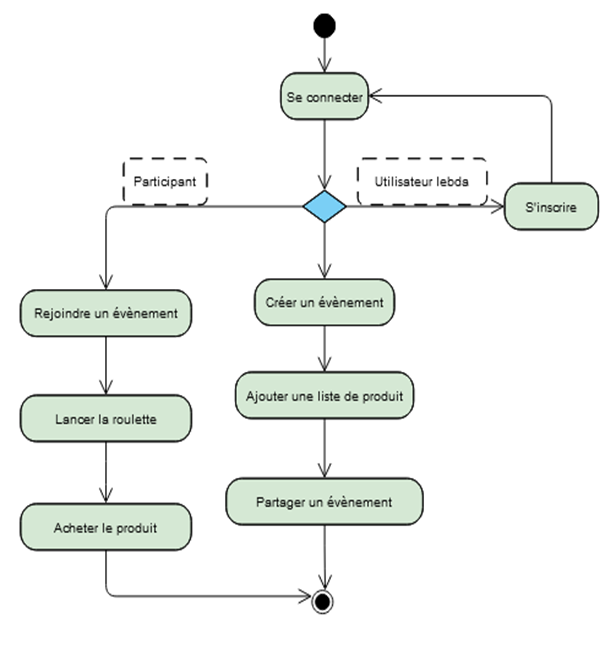 Se connecter
Participant
Utilisateur lebda
S'inscrire
Créer un évènement
Rejoindre un évènement
Ajouter une liste de produit
Lancer la roulette
Partager un évènement
Acheter le produit